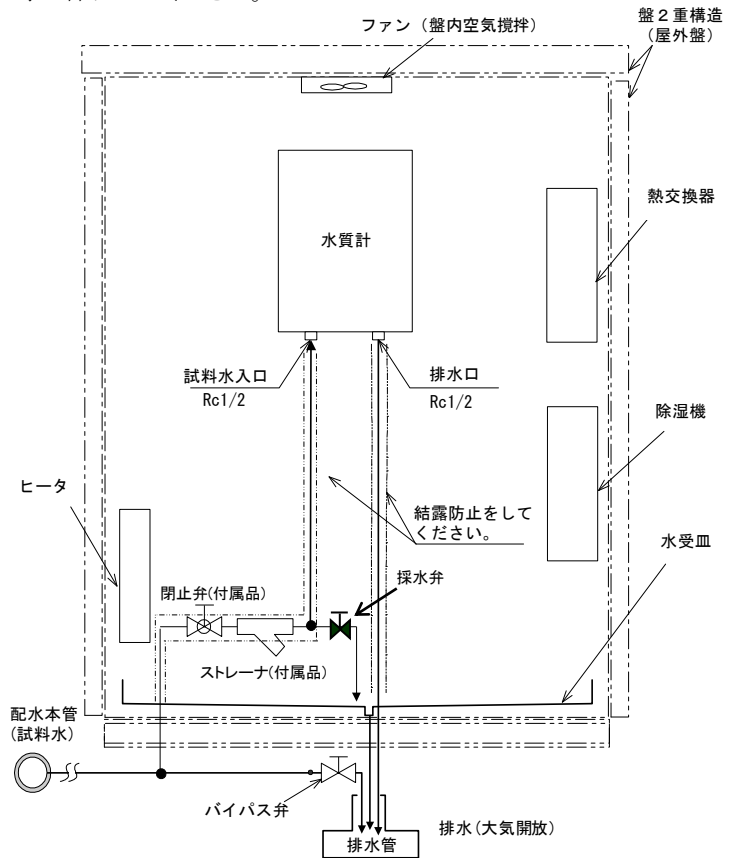 盤２重構造
(屋外盤)
ファン (盤内空気撹拌)
熱交換器
水質計
試料水入口
Rc1/2
排水口
Rc1/2
除湿機
ヒータ
結露防止をして
ください。
水受皿
採水弁
閉止弁(付属品)
ストレーナ(付属品)
配水本管
(試料水)
バイパス弁
排水(大気開放)
排水管